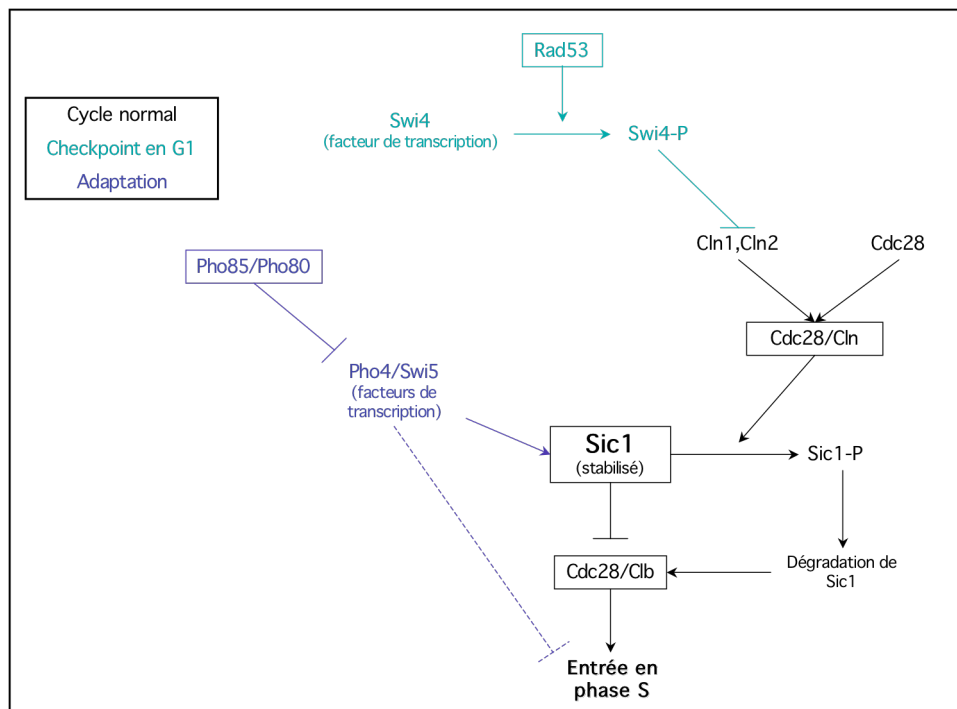 Rad53
Cycle normal
Checkpoint en G1
Adaptation
Swi4
(facteur de transcription)
Swi4-P
Cln1,Cln2
Cdc28
Pho85/Pho80
Cdc28/Cln
Pho4/Swi5
(facteurs de
transcription)
Sic1
(stabilisé)
Sic1-P
Cdc28/Clb
Dégradation de
Sic1
Entrée en
phase S